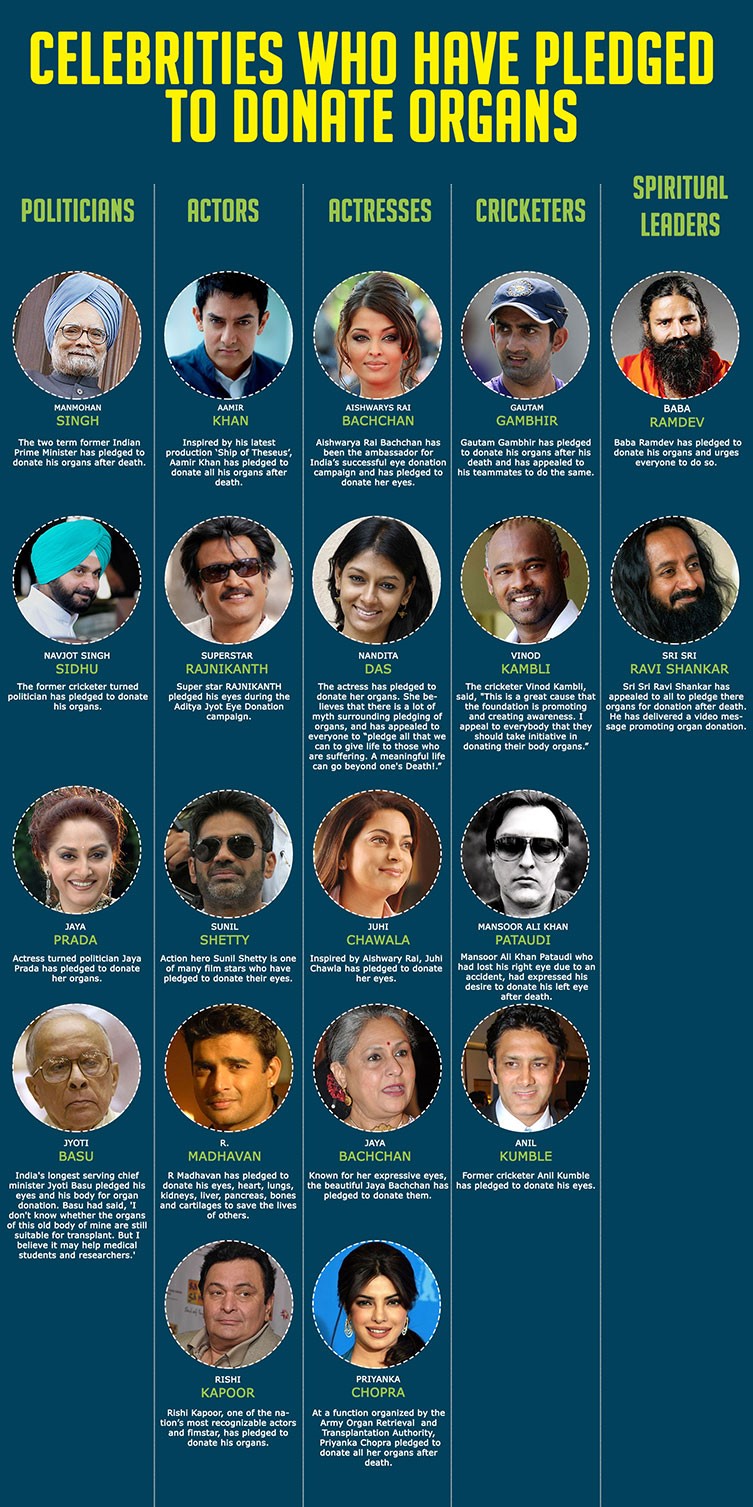 CELEBRITIES WHO HAVE PLEDGED
TO DONATE ORGANS
POLITICIANS
MANMOHAN
SINGH
The two term former Indian
Prime Minister has pledged to
donate his organs after death.
NAVJOT SINGH
SIDHU
The former cricketer turned
politician has pledged to donate
his organs.
JAYA
PRADA
Actress turned politician Jaya
Prada has pledged to donate
her organs.
JYOTI
BASU
India's longest serving chief
minister Jyoti Basu pledged his
eyes and his body for organ
donation. Basu had said, 'I
don't know whether the organs
of this old body of mine are still
suitable for transplant. But I
believe it may help medical
students and researchers.'
ACTORS
AAMIR
KHAN
Inspired by his latest
production ‘Ship of Theseus’,
Aamir Khan has pledged to
donate all his organs after
death.
SUPERSTAR
RAJNIKANTH
Super star RAJNIKANTH
pledged his eyes during the
Aditya Jyot Eye Donation
campaign.
SUNIL
SHETTY
Action hero Sunil Shetty is one
of many film stars who have
pledged to donate their eyes.
R.
MADHAVAN
R Madhavan has pledged to
donate his eyes, heart, lungs,
kidneys, liver, pancreas, bones
and cartilages to save the lives
of others.
RISHI
KAPOOR
Rishi Kapoor, one of the na-
tion’s most recognizable actors
and fimstar, has pledged to
donate his organs.
ACTRESSES
AISHWARYS RAI
BACHCHAN
Aishwarya Rai Bachchan has
been the ambassador for
India’s successful eye donation
campaign and has pledged to
donate her eyes.
NANDITA
DAS
The actress has pledged to
donate her organs. She be-
lieves that there is a lot of
myth surrounding pledging of
organs, and has appealed to
everyone to “pledge all that we
can to give life to those who
are suffering. A meaningful life
can go beyond one's Death!.”
JUHI
CHAWALA
Inspired by Aishwary Rai, Juhi
Chawla has pledged to donate
her eyes.
JAYA
BACHCHAN
Known for her expressive eyes,
the beautiful Jaya Bachchan has
pledged to donate them.
PRIYANKA
CHOPRA
At a function organized by the
Army Organ Retrieval and
Transplantation Authority,
Priyanka Chopra pledged to
donate all her organs after
death.
CRICKETERS
GAUTAM
GAMBHIR
Gautam Gambhir has pledged
to donate his organs after his
death and has appealed to
his teammates to do the same.
VINOD
KAMBLI
The cricketer Vinod Kambli,
said, "This is a great cause that
the foundation is promoting
and creating awareness. I
appeal to everybody that they
should take initiative in
donating their body organs.”
MANSOOR ALI KHAN
PATAUDI
Mansoor Ali Khan Pataudi who
had lost his right eye due to an
accident, had expressed his
desire to donate his left eye
after death.
ANIL
KUMBLE
Former cricketer Anil Kumble
has pledged to donate his eyes.
SPIRITUAL
LEADERS
BABA
RAMDEV
Baba Ramdev has pledged to
donate his organs and urges
everyone to do so.
SRI SRI
RAVI SHANKAR
Sri Sri Ravi Shankar has
appealed to all to pledge there
organs for donation after death.
He has delivered a video mes-
sage promoting organ donation.